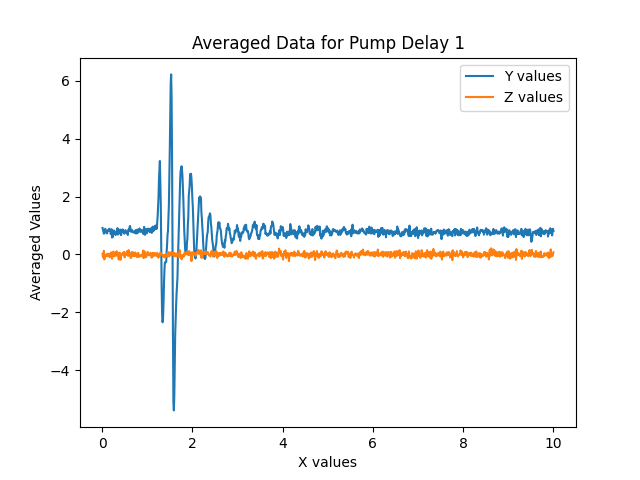 Averaged Data for Pump Delay 1
Y values
Z values
6
4
2
0
−2
−4
Averaged Values
0
2
4
6
8
10
X values